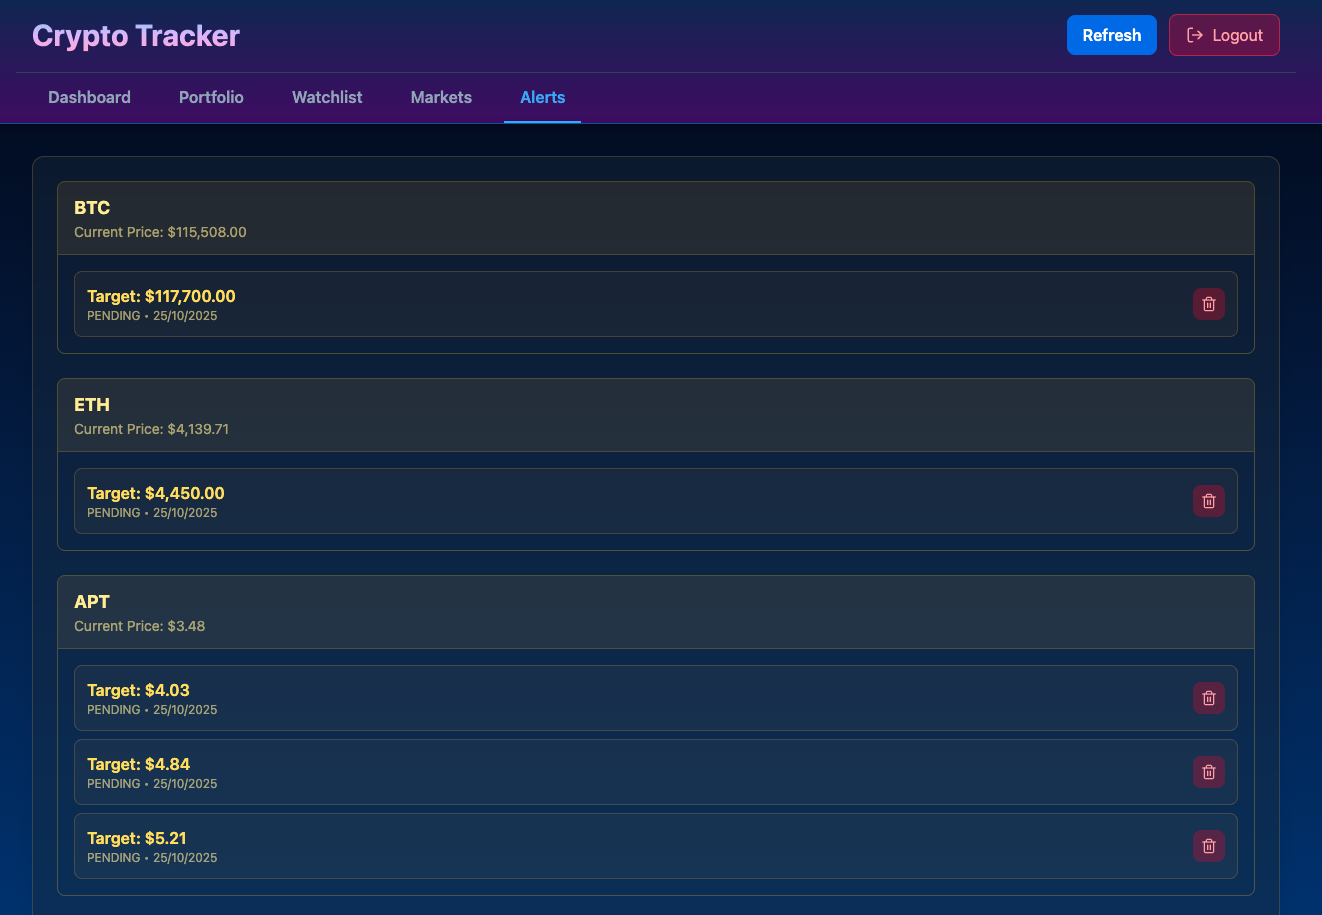 Crypto Tracker
Refresh
Logout
Dashboard
Portfolio
Watchlist
Markets
Alerts
BTC
Current Price: $115,508.00
Target: $117,700.00
PENDING • 25/10/2025
ETH
Current Price: $4,139.71
Target: $4,450.00
PENDING • 25/10/2025
APT
Current Price: $3.48
Target: $4.03
PENDING • 25/10/2025
Target: $4.84
PENDING • 25/10/2025
Target: $5.21
PENDING • 25/10/2025